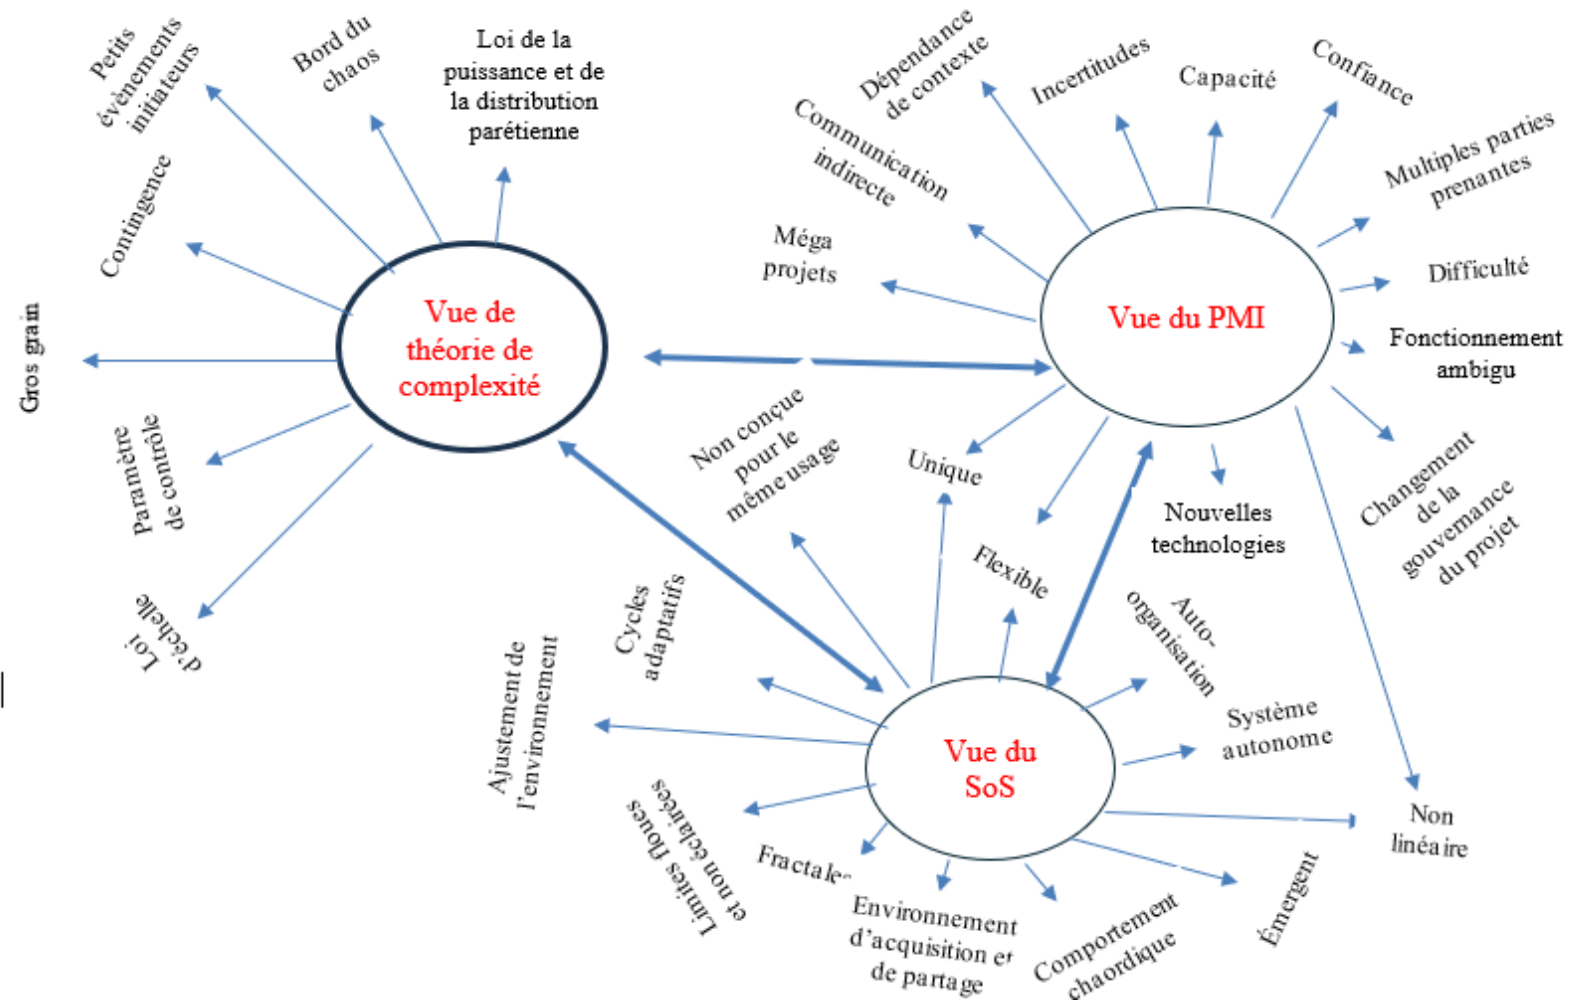 Petits
évènements
initiateurs
Bord du
chaos
Loi de la
puissance et de
la distribution
parétienne
Contingence
Gros grain
Paramètre
de contrôle
Loi
d'échelle
Vue de
théorie de
complexité
Dépendance
de contexte
Incertitudes
Capacité
Confiance
Communication
indirecte
Multiples parties
prenantes
Méga
projets
Difficulté
Vue du PMI
Fonctionnement
ambigu
Changement
de la
gouvernance
du projet
Non conçue
pour le
même usage
Unique
Flexible
Nouvelles
technologies
Cycles
adaptatifs
Auto-
organisation
Ajustement de
l'environnement
Système
autonome
Vue du
SoS
Limites floues
et non éclairées
Non
linéaire
Environnement
d'acquisition et
de partage
Comportement
chaordique
Émergent